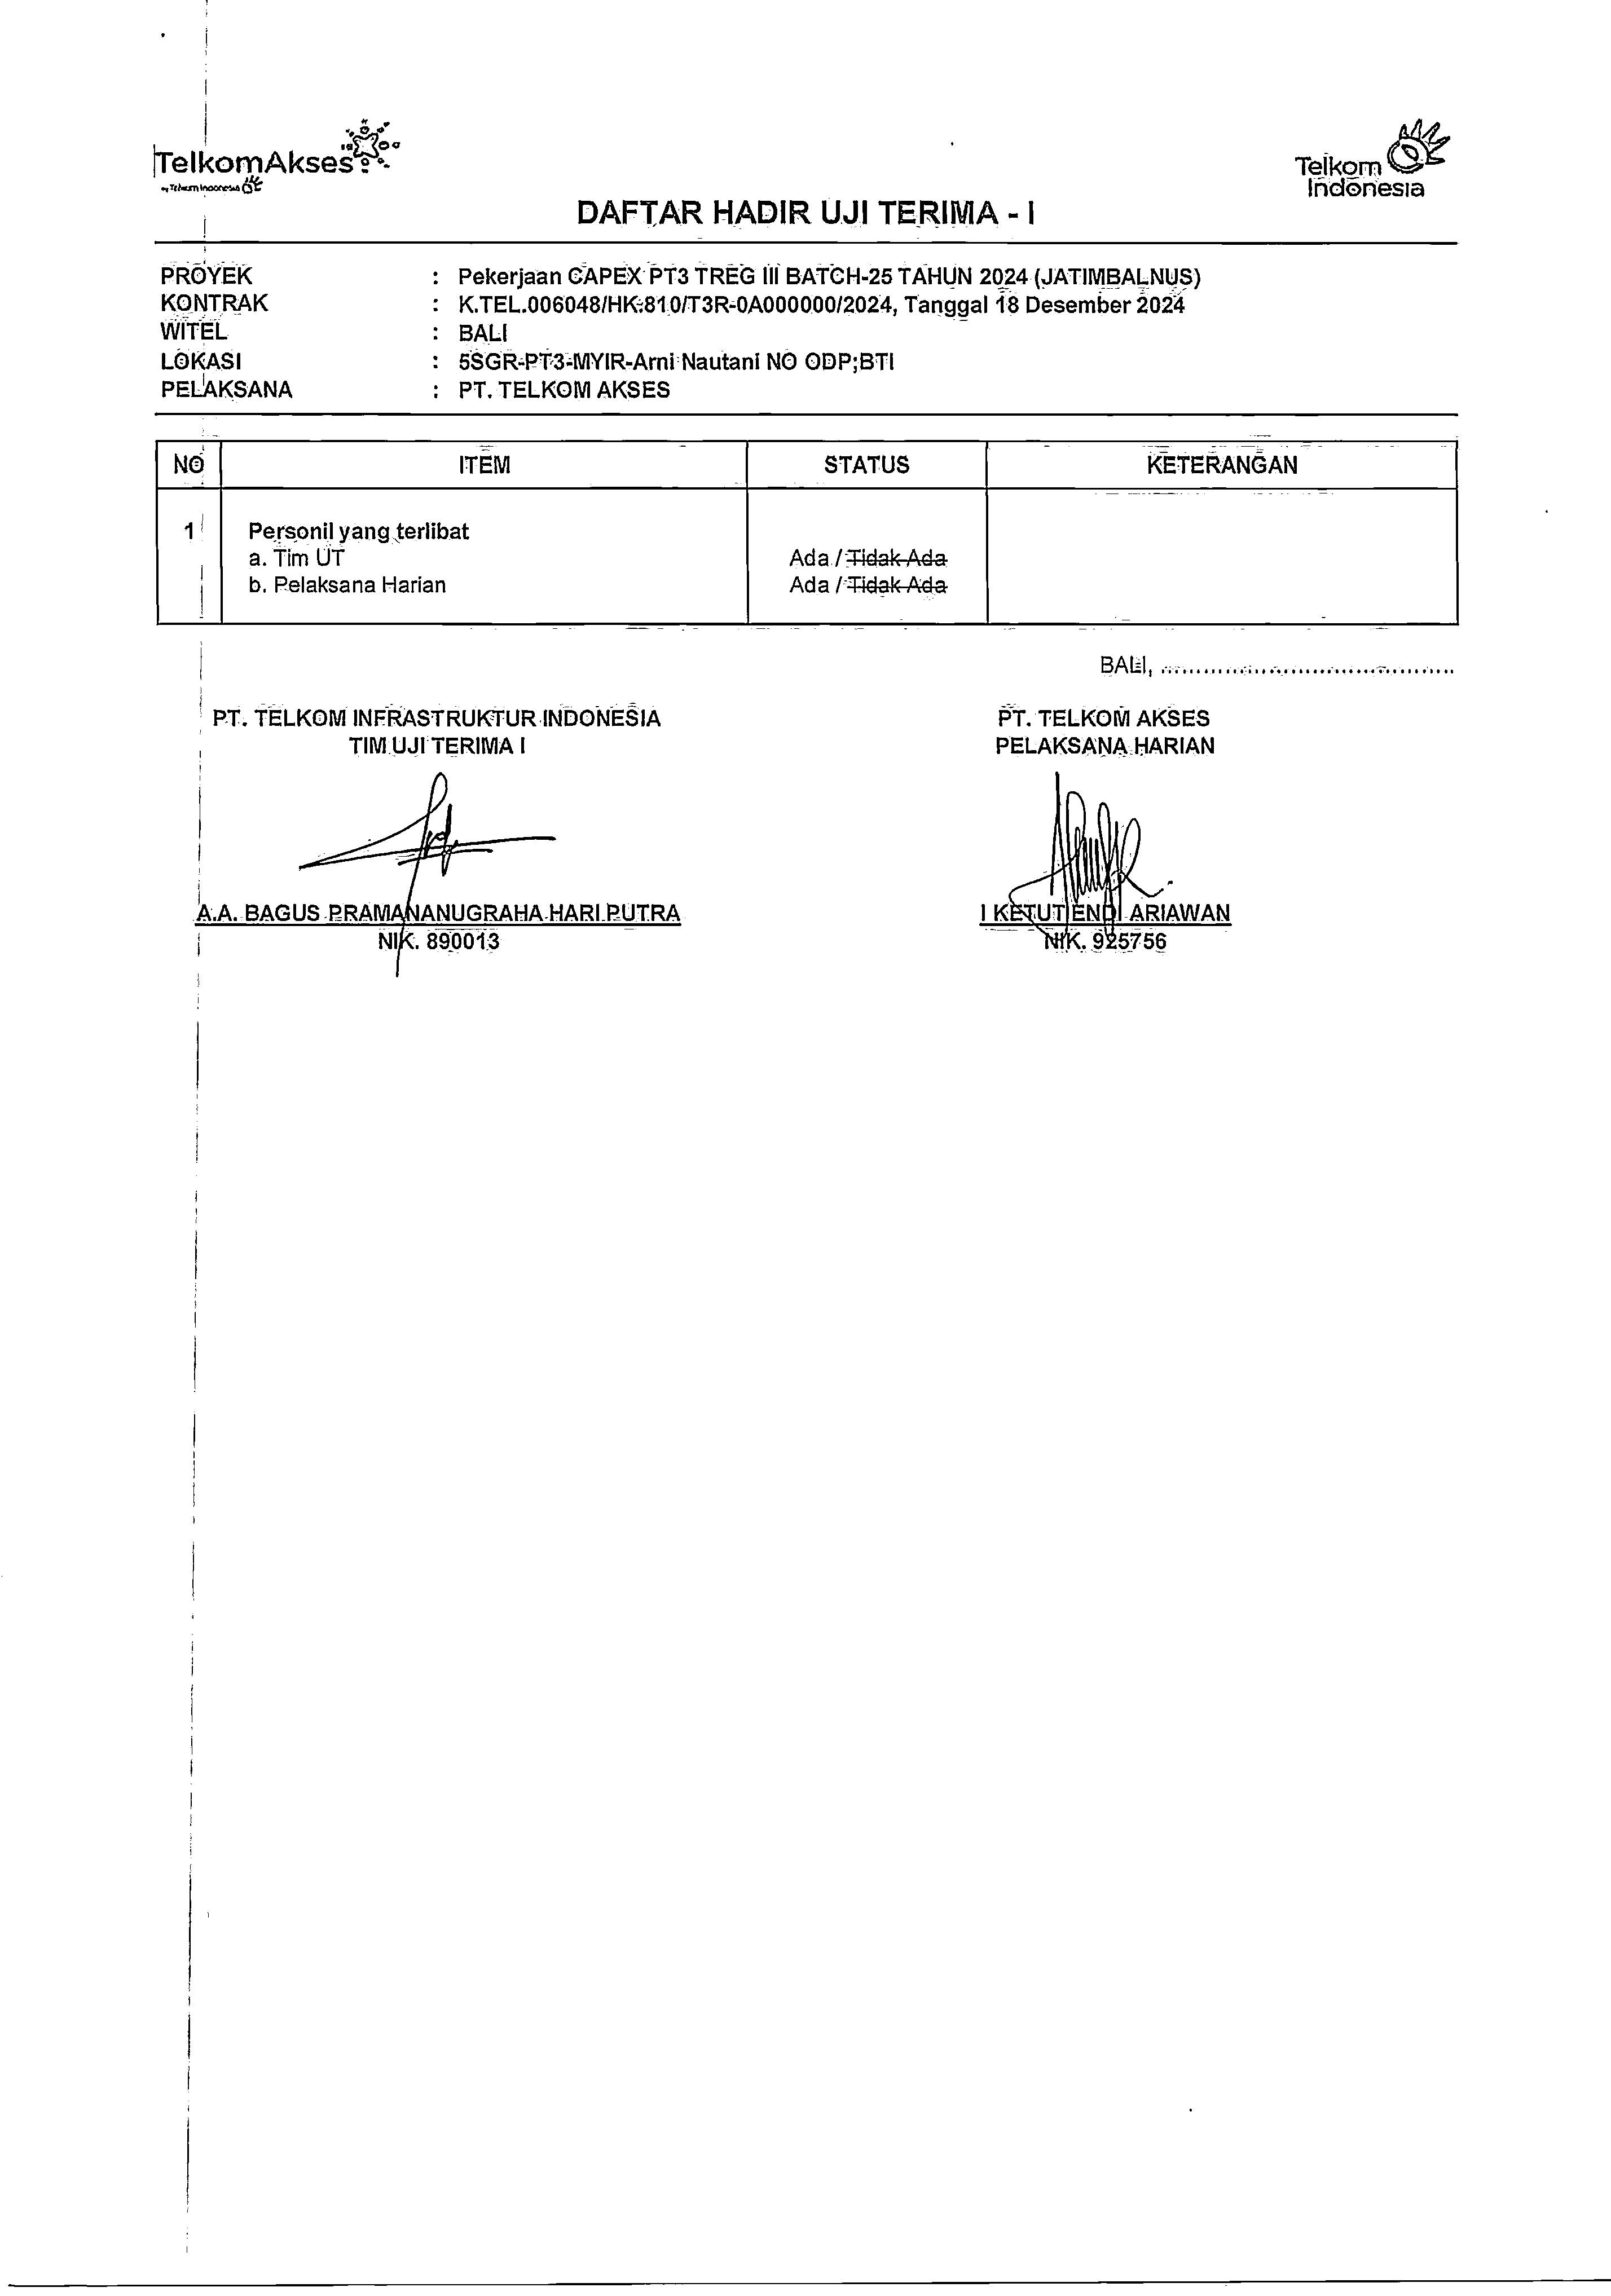 TelkomAkses
by Telkom Indonesia
Telkom
Indonesia
DAFTAR HADIR UJI TERIMA - I
PROYEK : Pekerjaan CAPEX PT3 TREG III BATCH-25 TAHUN 2024 (JATIMBALNUS)
KONTRAK : K.TEL.006048/HK.810/T3R-0A000000/2024, Tanggal 18 Desember 2024
WITEL : BALI
LOKASI : 5SGR-PT3-MYIR-Arni Nautani NO ODP;BTI
PELAKSANA : PT. TELKOM AKSES
NO ITEM STATUS KETERANGAN
1 Personil yang terlibat
a. Tim UT Ada / Tidak Ada
b. Pelaksana Harian Ada / Tidak Ada
BALI, ........................................
PT. TELKOM INFRASTRUKTUR INDONESIA PT. TELKOM AKSES
TIM UJI TERIMA I PELAKSANA HARIAN
A.A. BAGUS PRAMANANUGRAHA HARI PUTRA I KETUT ENDI ARIAWAN
NIK. 890013 NIK. 925756